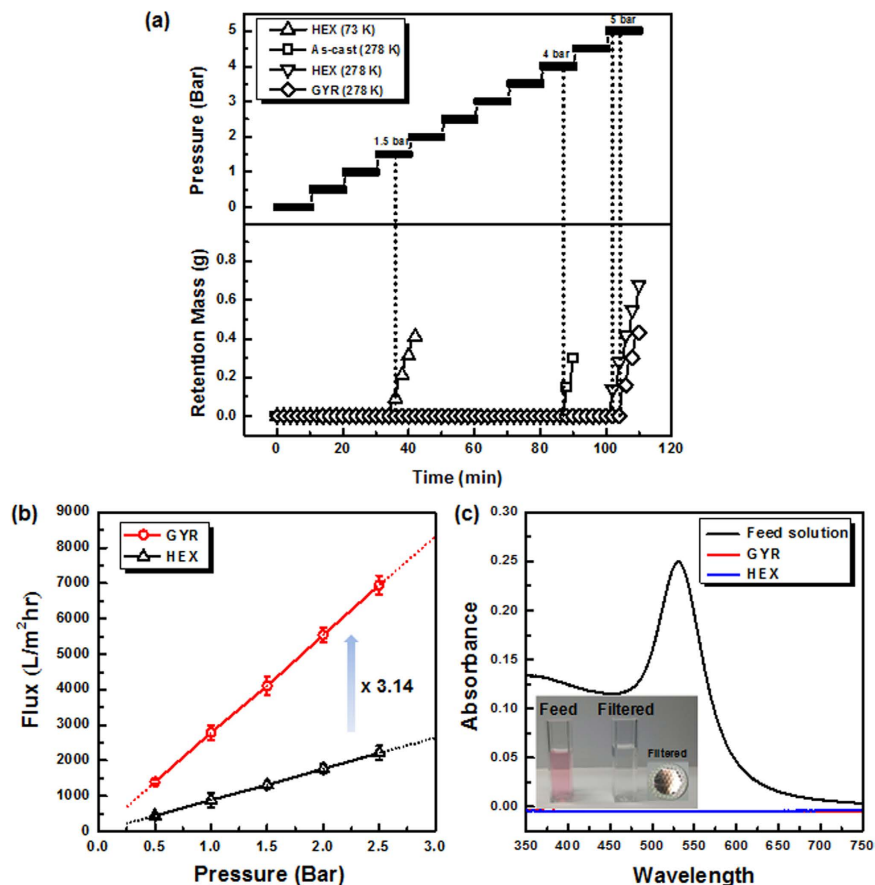 (a)
HEX (73 K)
As-cast (278 K)
HEX (278 K)
GYR (278 K)
5 bar
4 bar
1.5 bar
Pressure (Bar)
5
4
3
2
1
0
Retention Mass (g)
0.8
0.6
0.4
0.2
0.0
0 20 40 60 80 100 120
Time (min)
(b)
GYR
HEX
Flux (L/m²hr)
9000
8000
7000
6000
5000
4000
3000
2000
1000
0
x 3.14
0.0 0.5 1.0 1.5 2.0 2.5 3.0
Pressure (Bar)
(c)
Feed solution
GYR
HEX
Absorbance
0.30
0.25
0.20
0.15
0.10
0.05
0.00
Feed Filtered
Filtered
350 400 450 500 550 600 650 700 750
Wavelength